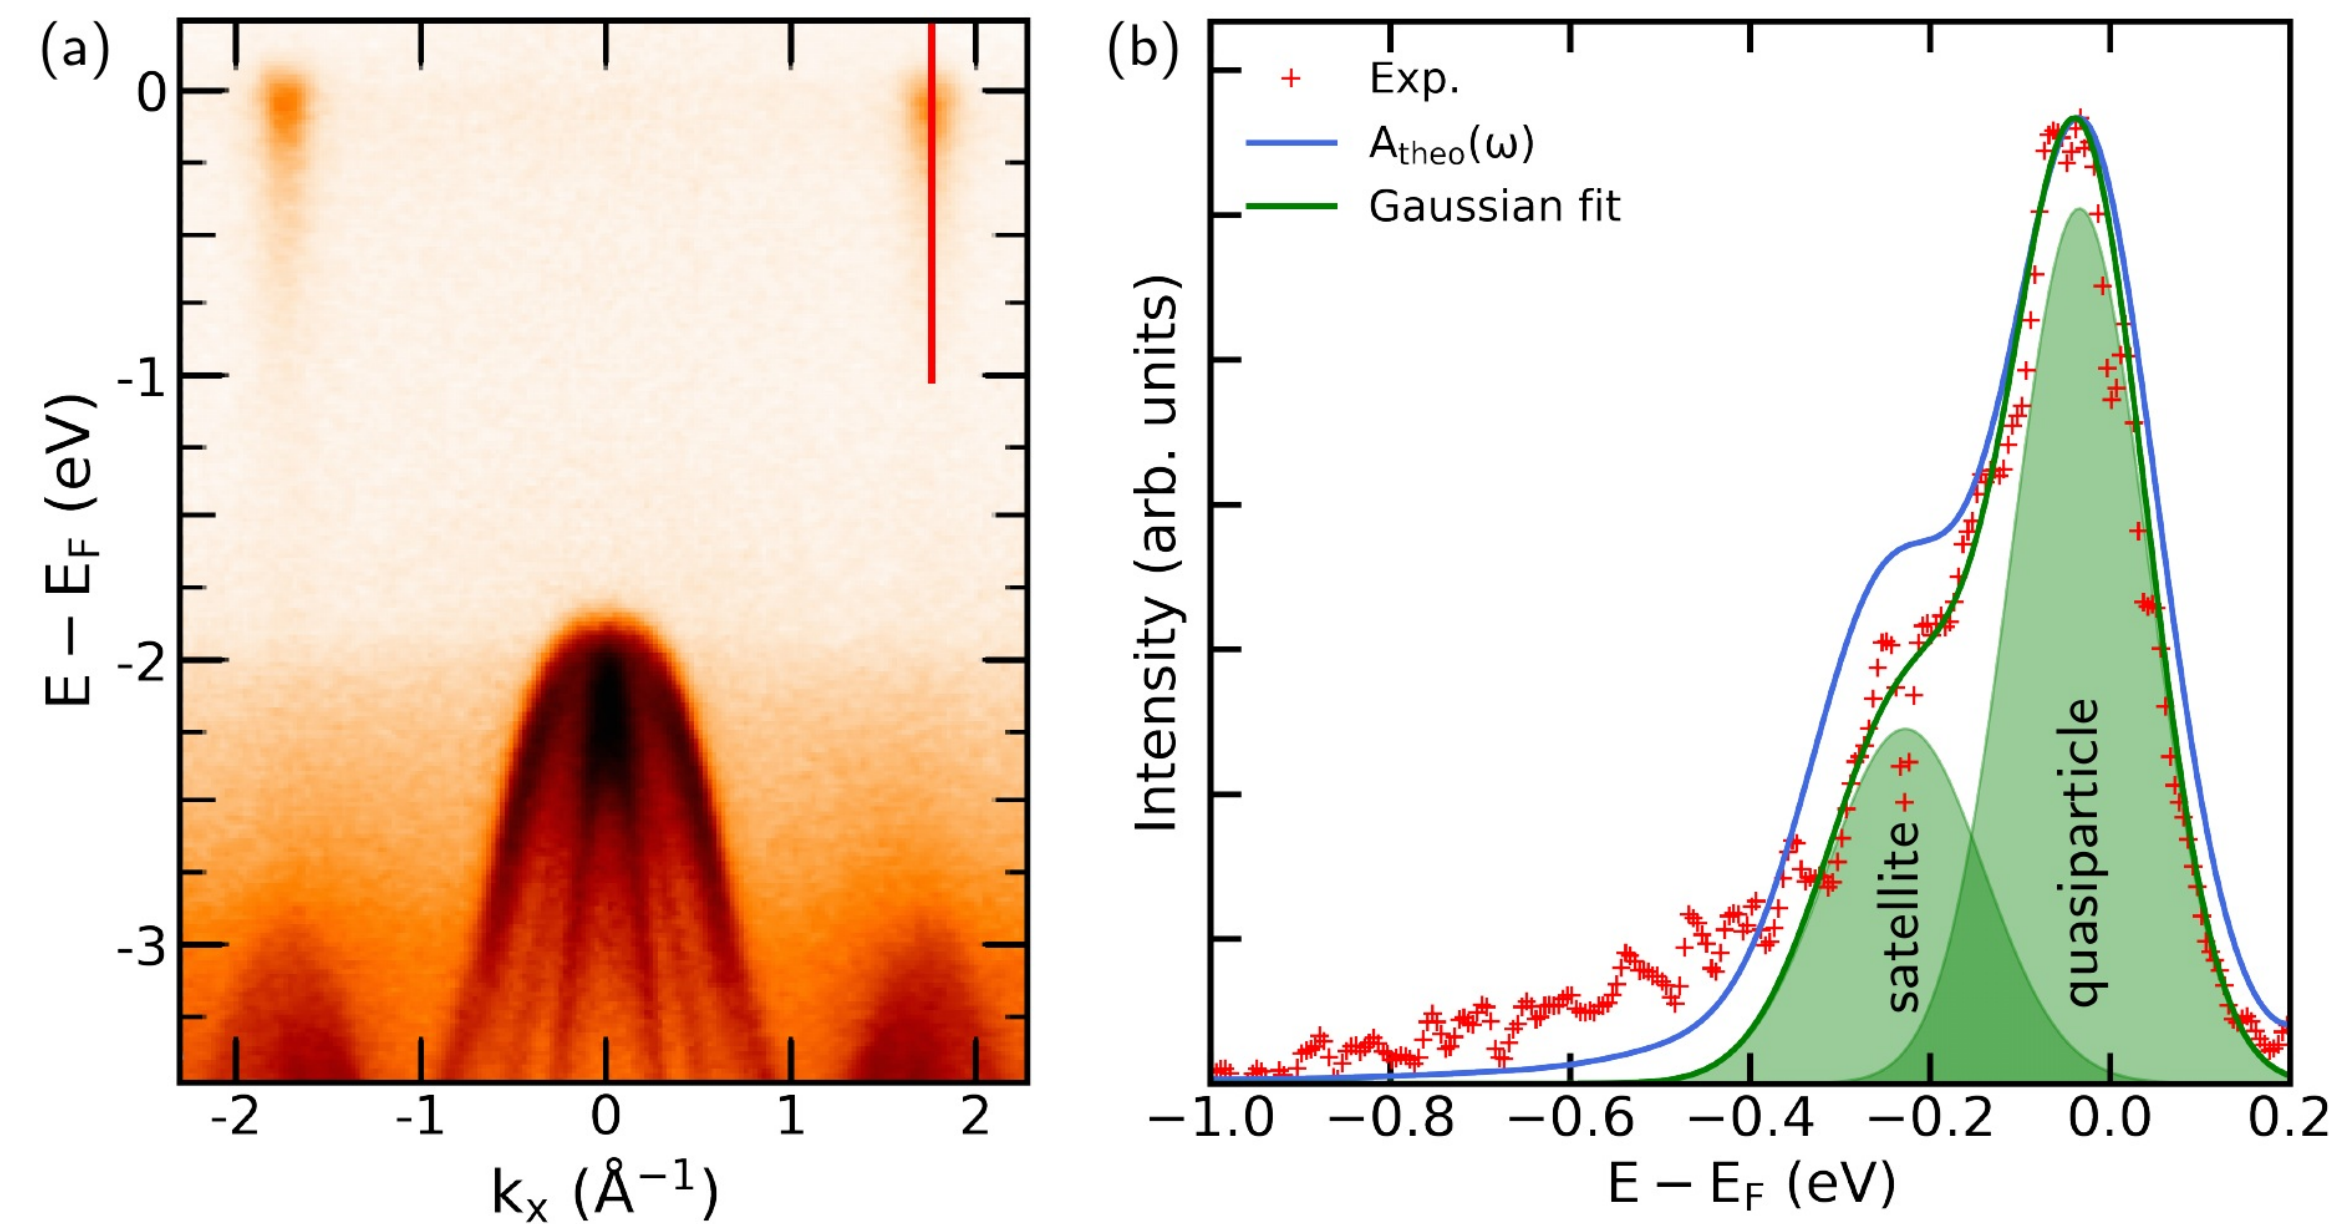 (a)
0
-1
-2
-3
E − E_F (eV)
-2 -1 0 1 2
k_x (Å⁻¹)
(b)
Exp.
A_theo(ω)
Gaussian fit
Intensity (arb. units)
satellite
quasiparticle
−1.0 −0.8 −0.6 −0.4 −0.2 0.0 0.2
E − E_F (eV)